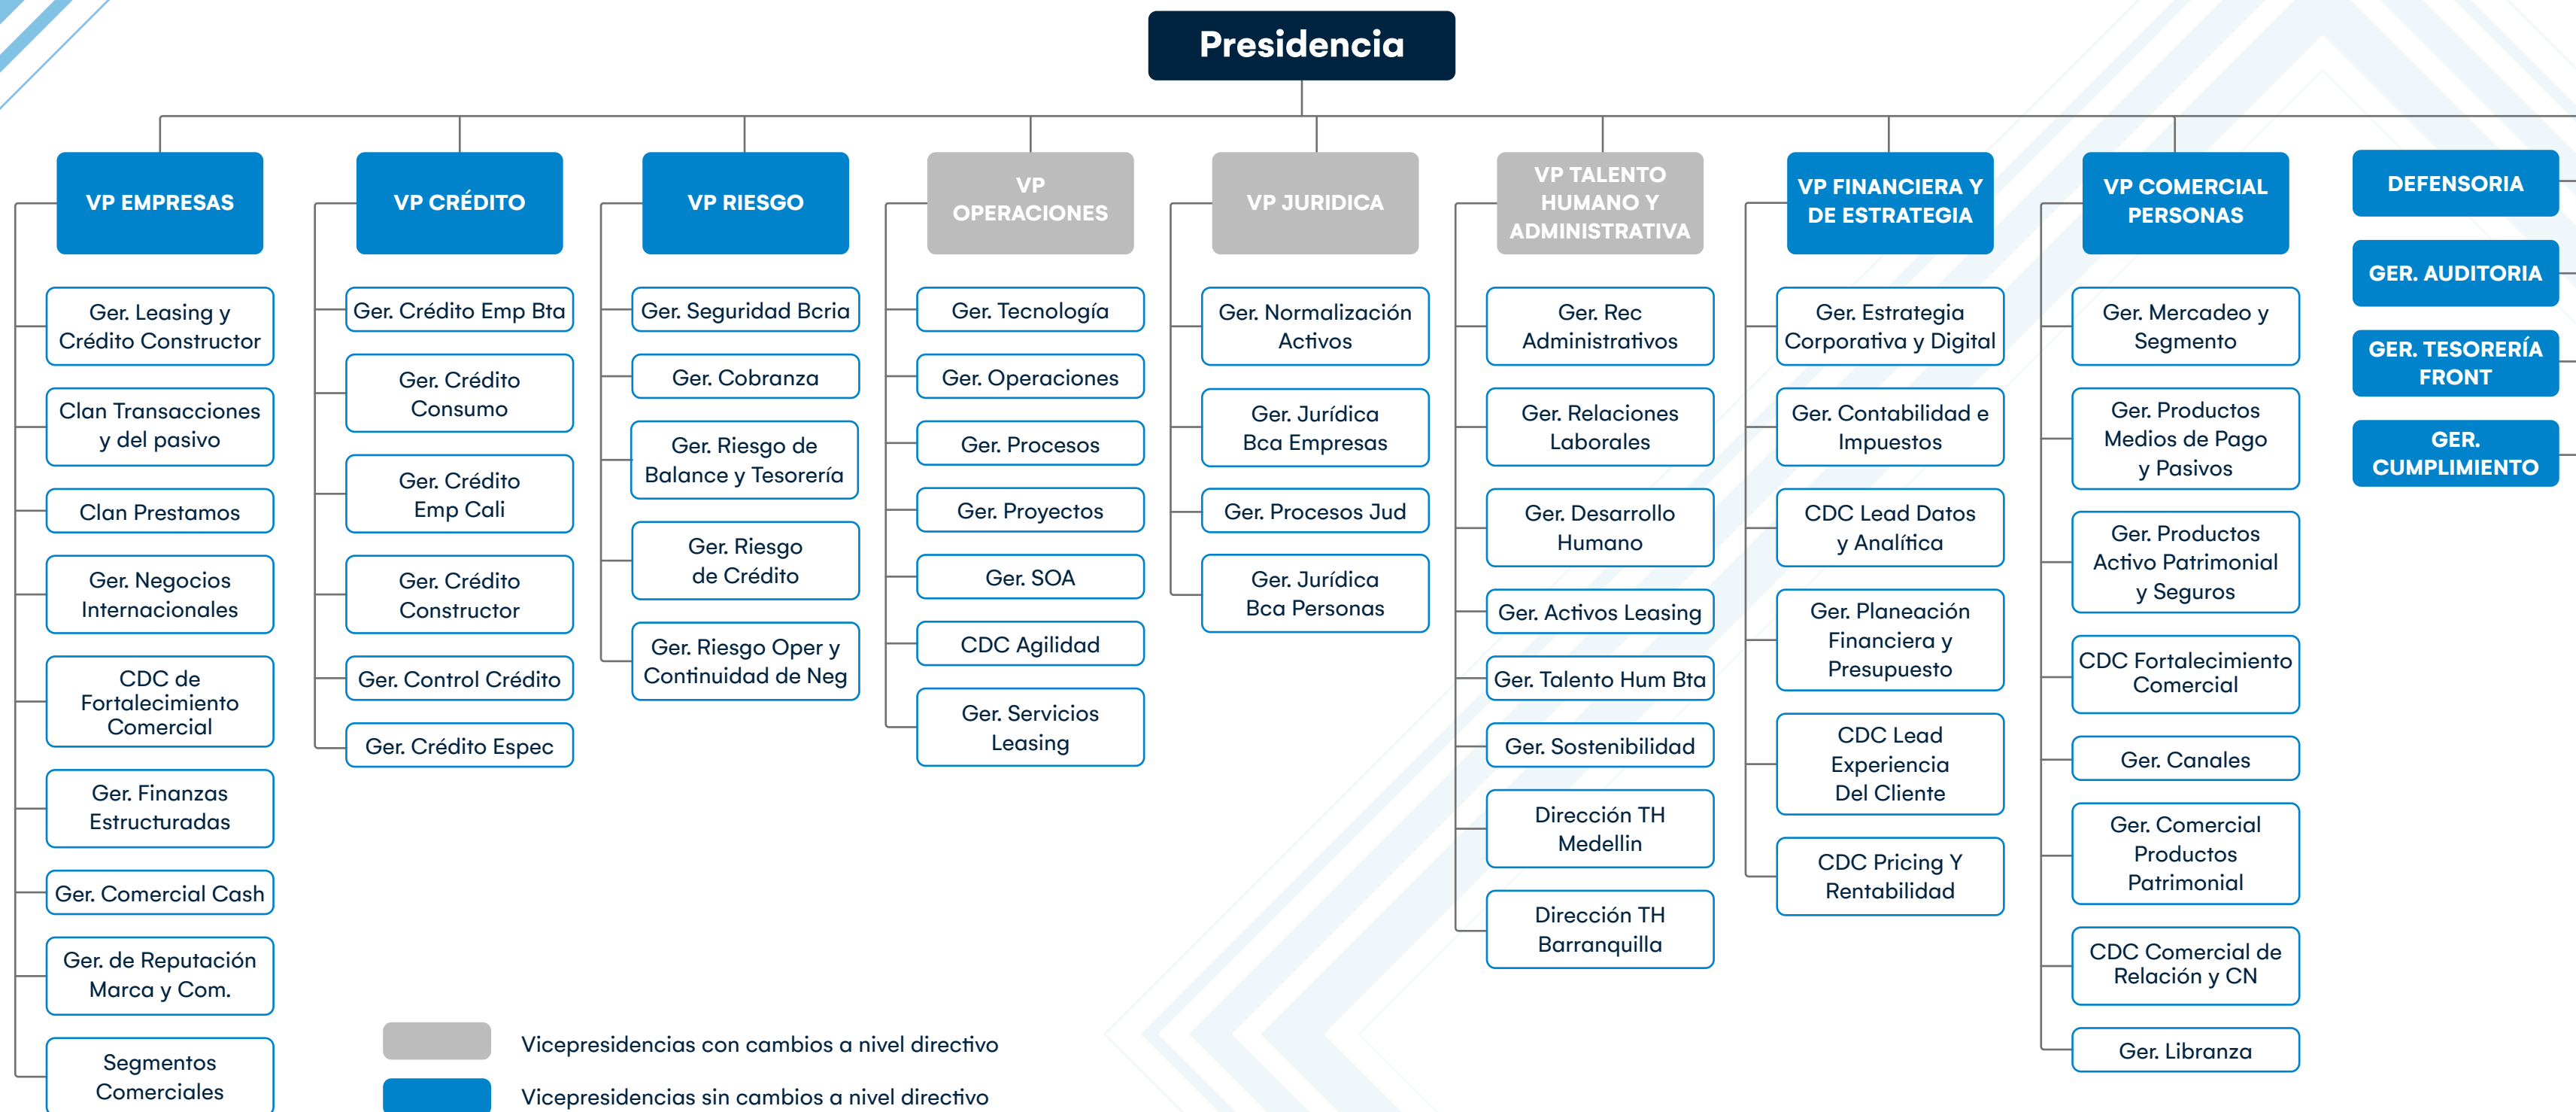 Presidencia
VP EMPRESAS
Ger. Leasing y
Crédito Constructor
Clan Transacciones
y del pasivo
Clan Prestamos
Ger. Negocios
Internacionales
CDC de
Fortalecimiento
Comercial
Ger. Finanzas
Estructuradas
Ger. Comercial Cash
Ger. de Reputación
Marca y Com.
Segmentos
Comerciales
VP CRÉDITO
Ger. Crédito Emp Bta
Ger. Crédito
Consumo
Ger. Crédito
Emp Cali
Ger. Crédito
Constructor
Ger. Control Crédito
Ger. Crédito Espec
VP RIESGO
Ger. Seguridad Bcria
Ger. Cobranza
Ger. Riesgo de
Balance y Tesorería
Ger. Riesgo
de Crédito
Ger. Riesgo Oper y
Continuidad de Neg
VP
OPERACIONES
Ger. Tecnología
Ger. Operaciones
Ger. Procesos
Ger. Proyectos
Ger. SOA
CDC Agilidad
Ger. Servicios
Leasing
VP JURIDICA
Ger. Normalización
Activos
Ger. Jurídica
Bca Empresas
Ger. Procesos Jud
Ger. Jurídica
Bca Personas
VP TALENTO
HUMANO Y
ADMINISTRATIVA
Ger. Rec
Administrativos
Ger. Relaciones
Laborales
Ger. Desarrollo
Humano
Ger. Activos Leasing
Ger. Talento Hum Bta
Ger. Sostenibilidad
Dirección TH
Medellin
Dirección TH
Barranquilla
VP FINANCIERA Y
DE ESTRATEGIA
Ger. Estrategia
Corporativa y Digital
Ger. Contabilidad e
Impuestos
CDC Lead Datos
y Analítica
Ger. Planeación
Financiera y
Presupuesto
CDC Lead
Experiencia
Del Cliente
CDC Pricing Y
Rentabilidad
VP COMERCIAL
PERSONAS
Ger. Mercadeo y
Segmento
Ger. Productos
Medios de Pago
y Pasivos
Ger. Productos
Activo Patrimonial
y Seguros
CDC Fortalecimiento
Comercial
Ger. Canales
Ger. Comercial
Productos
Patrimonial
CDC Comercial de
Relación y CN
Ger. Libranza
DEFENSORIA
GER. AUDITORIA
GER. TESORERÍA
FRONT
GER.
CUMPLIMIENTO
Vicepresidencias con cambios a nivel directivo
Vicepresidencias sin cambios a nivel directivo